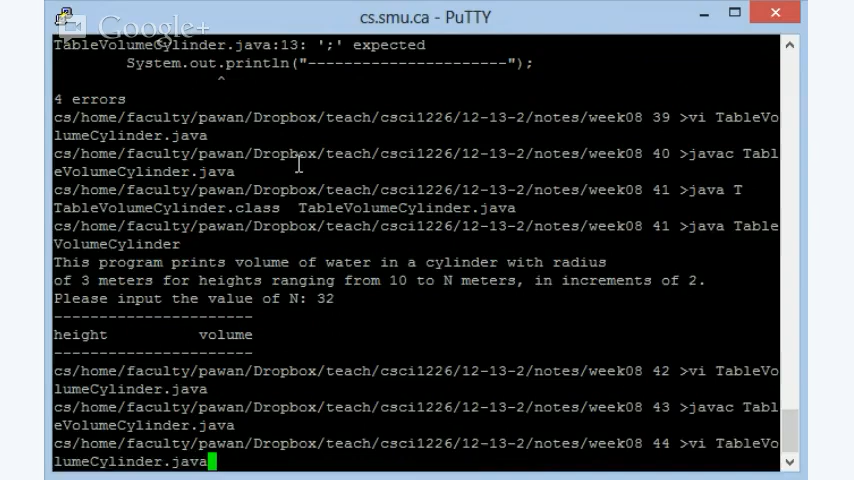 cs.smu.ca - PuTTY
Google+
TableVolumeCylinder.java:13: ';' expected
System.out.println("----------------------");
^
4 errors
cs/home/faculty/pawan/Dropbox/teach/csci1226/12-13-2/notes/week08 39 >vi TableVo
lumeCylinder.java
cs/home/faculty/pawan/Dropbox/teach/csci1226/12-13-2/notes/week08 40 >javac Tabl
eVolumeCylinder.java
cs/home/faculty/pawan/Dropbox/teach/csci1226/12-13-2/notes/week08 41 >java T
TableVolumeCylinder.class  TableVolumeCylinder.java
cs/home/faculty/pawan/Dropbox/teach/csci1226/12-13-2/notes/week08 41 >java Table
VolumeCylinder
This program prints volume of water in a cylinder with radius
of 3 meters for heights ranging from 10 to N meters, in increments of 2.
Please input the value of N: 32
----------------------
height          volume
----------------------
cs/home/faculty/pawan/Dropbox/teach/csci1226/12-13-2/notes/week08 42 >vi TableVo
lumeCylinder.java
cs/home/faculty/pawan/Dropbox/teach/csci1226/12-13-2/notes/week08 43 >javac Tabl
eVolumeCylinder.java
cs/home/faculty/pawan/Dropbox/teach/csci1226/12-13-2/notes/week08 44 >vi TableVo
lumeCylinder.java